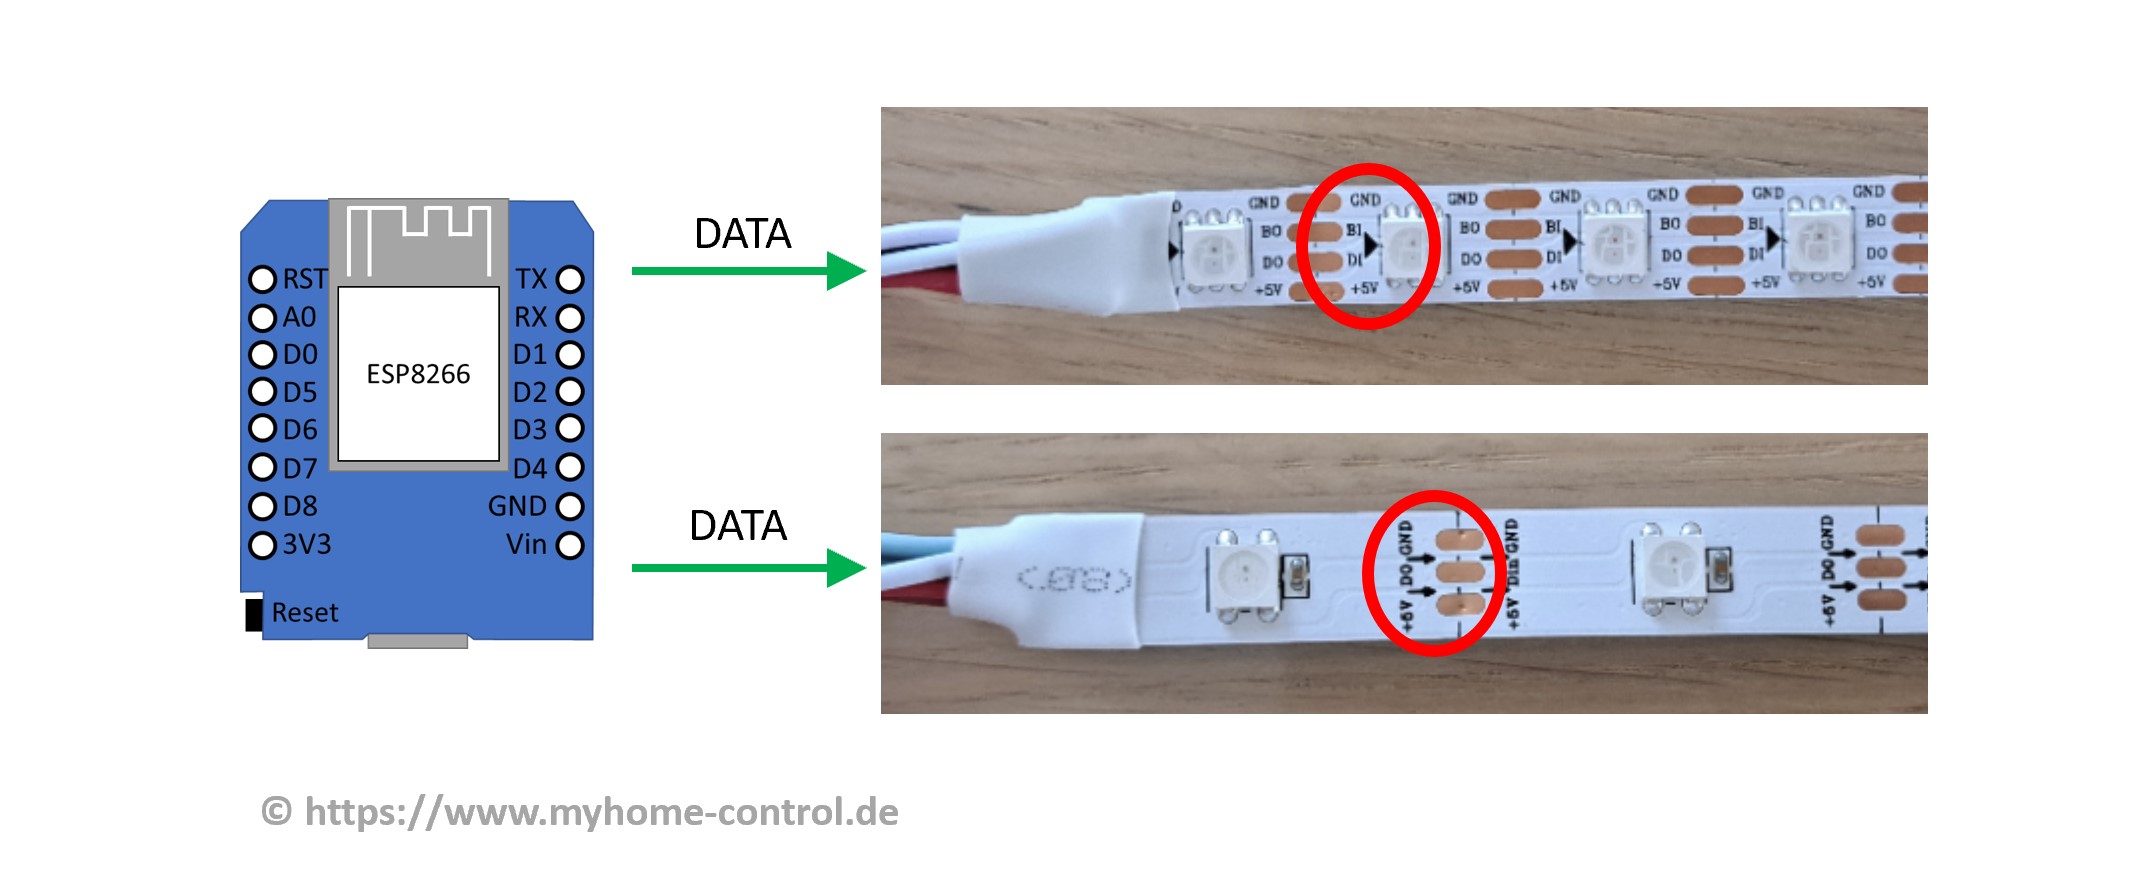 RST
A0
D0
D5
D6
D7
D8
3V3
Reset
ESP8266
TX
RX
D1
D2
D3
D4
GND
Vin
DATA
GND
BO
DO
+5V
GND
BI
DI
+5V
GND
BO
DO
+5V
GND
BI
DI
+5V
GND
BO
DO
+5V
GND
BI
DI
+5V
GND
BO
DO
+5V
DATA
GND
DO
+5V
GND
Din
+5V
GND
DO
+5V
© https://www.myhome-control.de